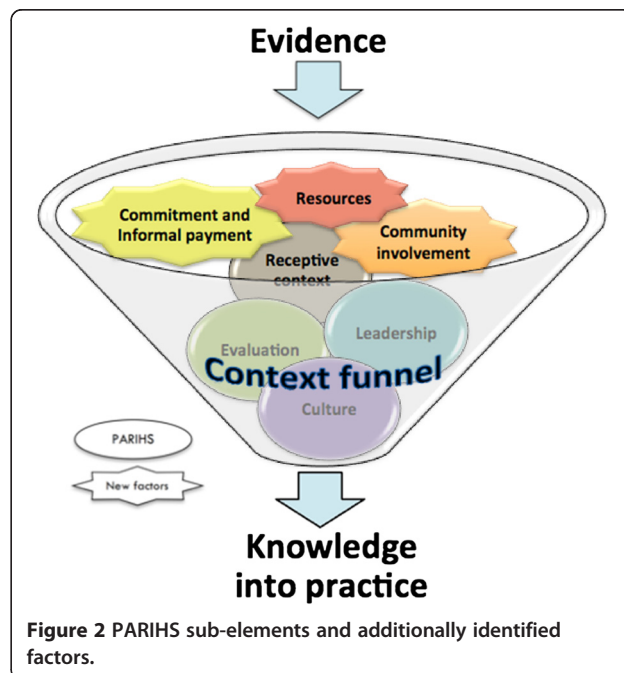 Evidence
Resources
Commitment and
Informal payment
Community
involvement
Receptive
context
Leadership
Evaluation
Context funnel
Culture
PARIHS
New factors
Knowledge
into practice
Figure 2 PARIHS sub-elements and additionally identified
factors.